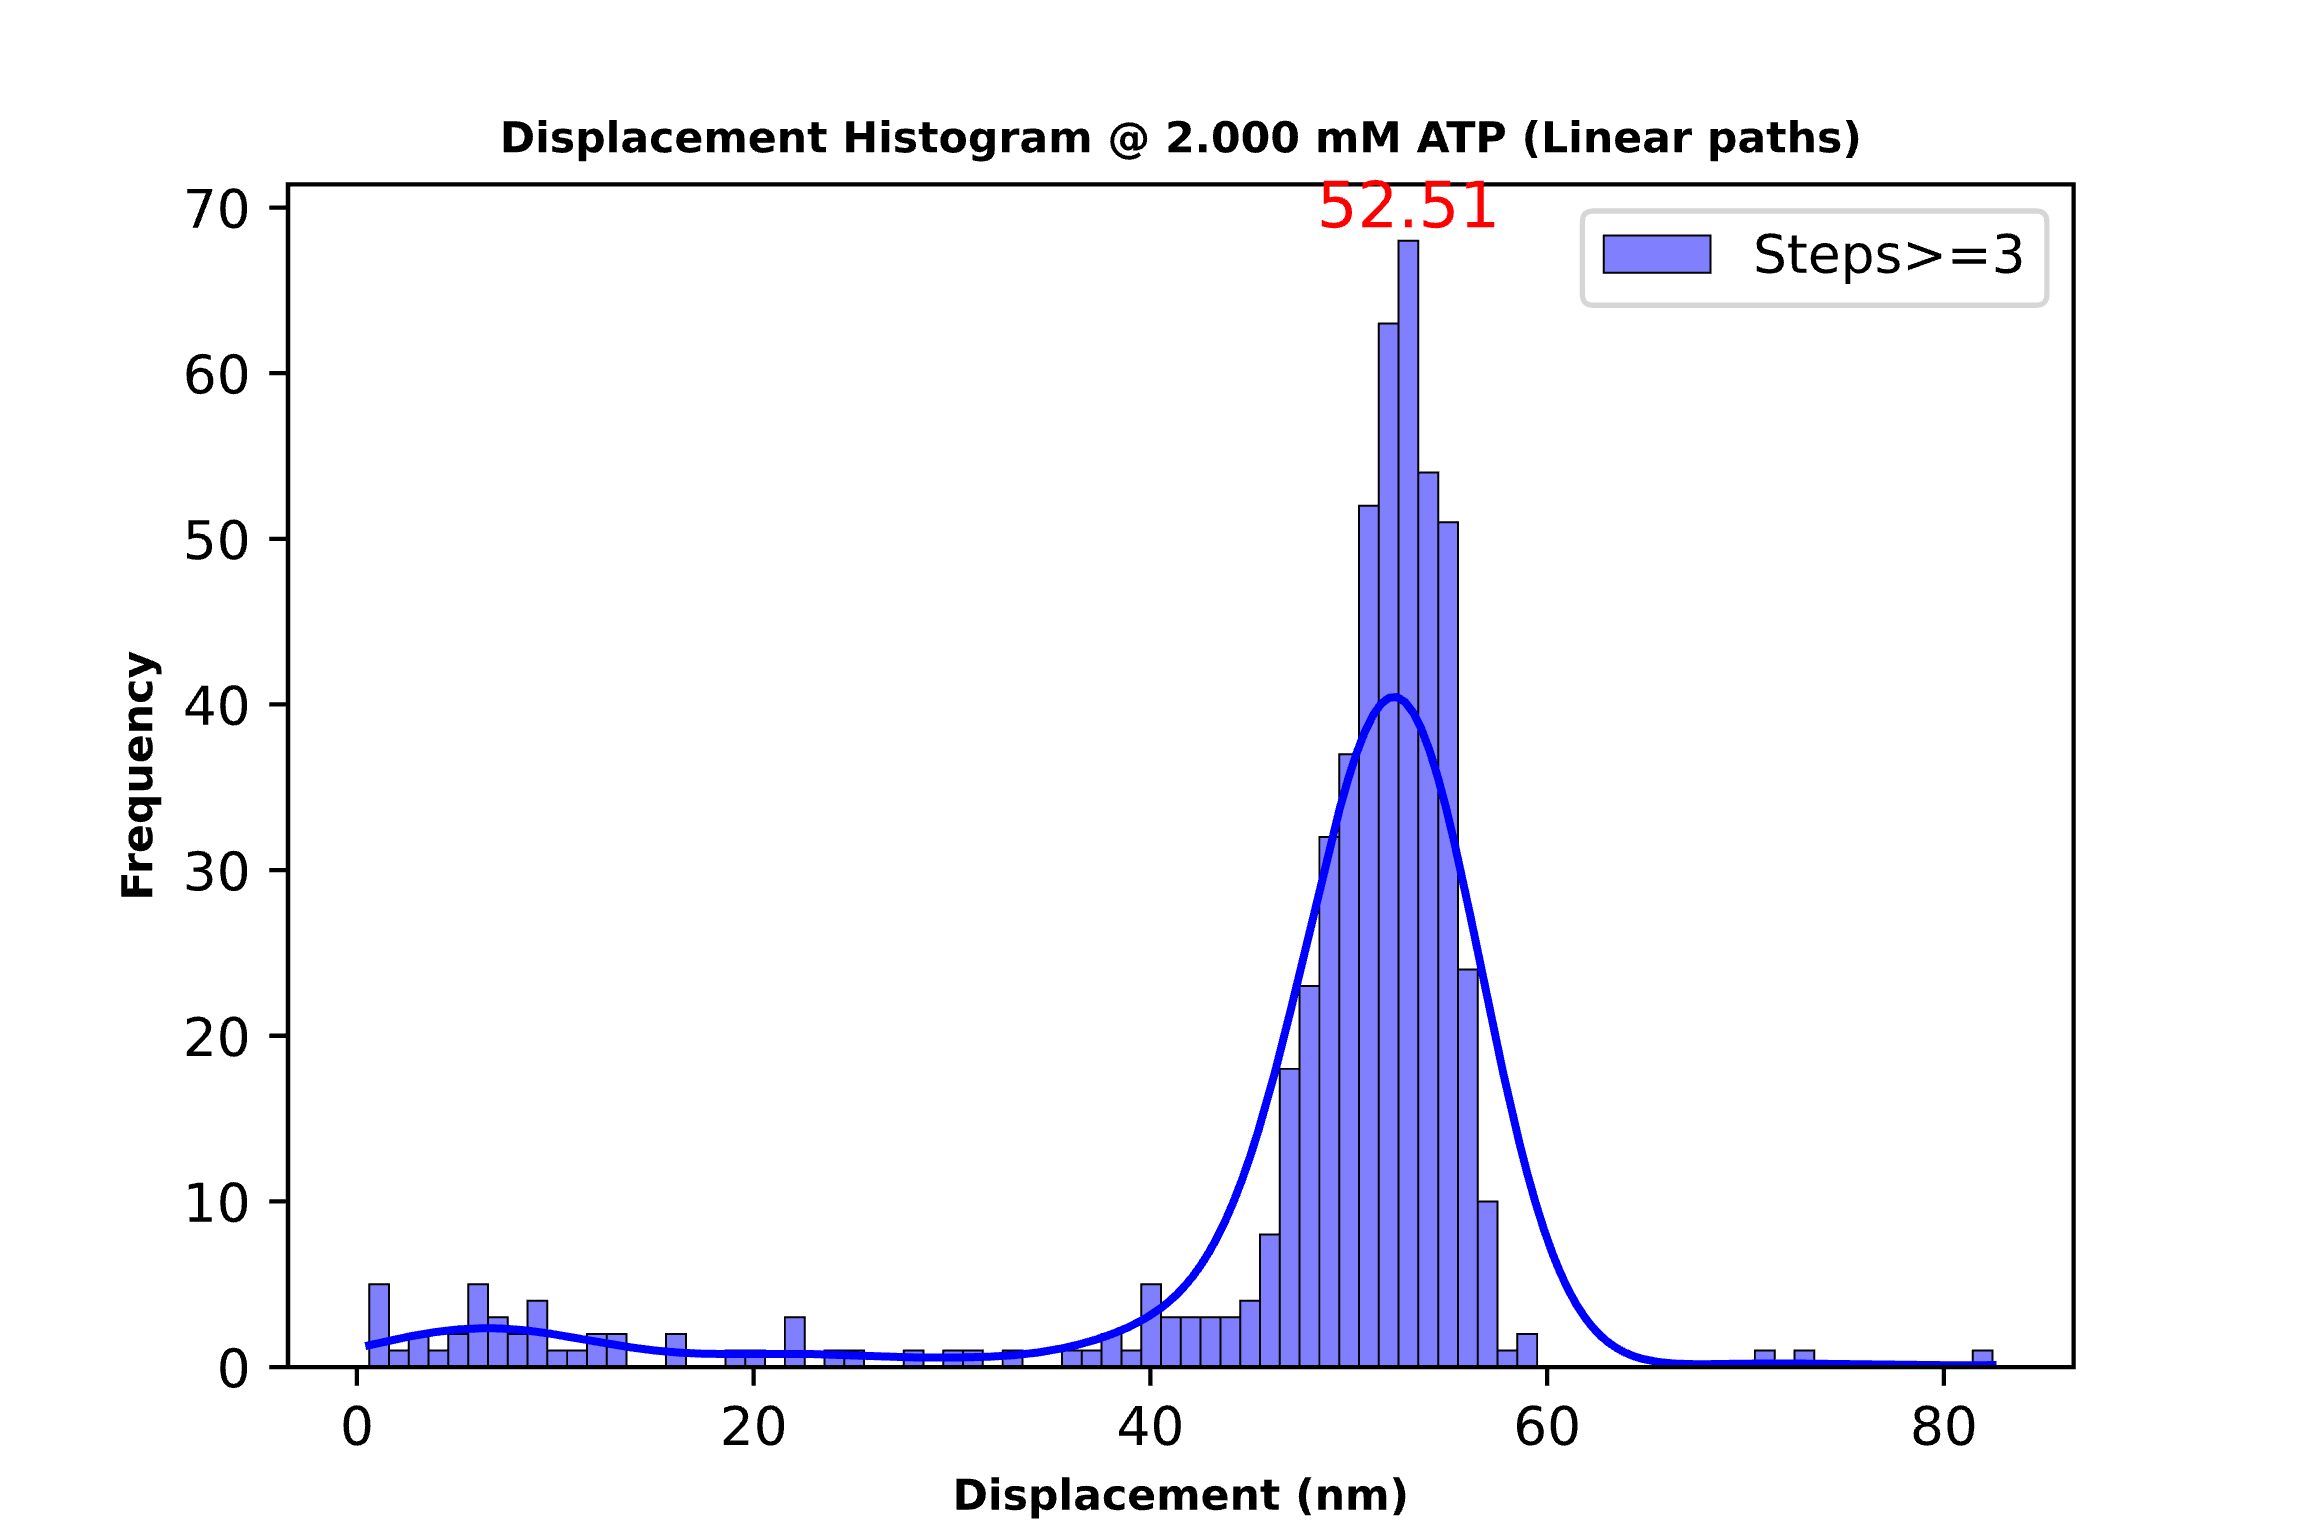 Displacement Histogram @ 2.000 mM ATP (Linear paths)
52.51
Steps>=3
Frequency
70
60
50
40
30
20
10
0
0 20 40 60 80
Displacement (nm)